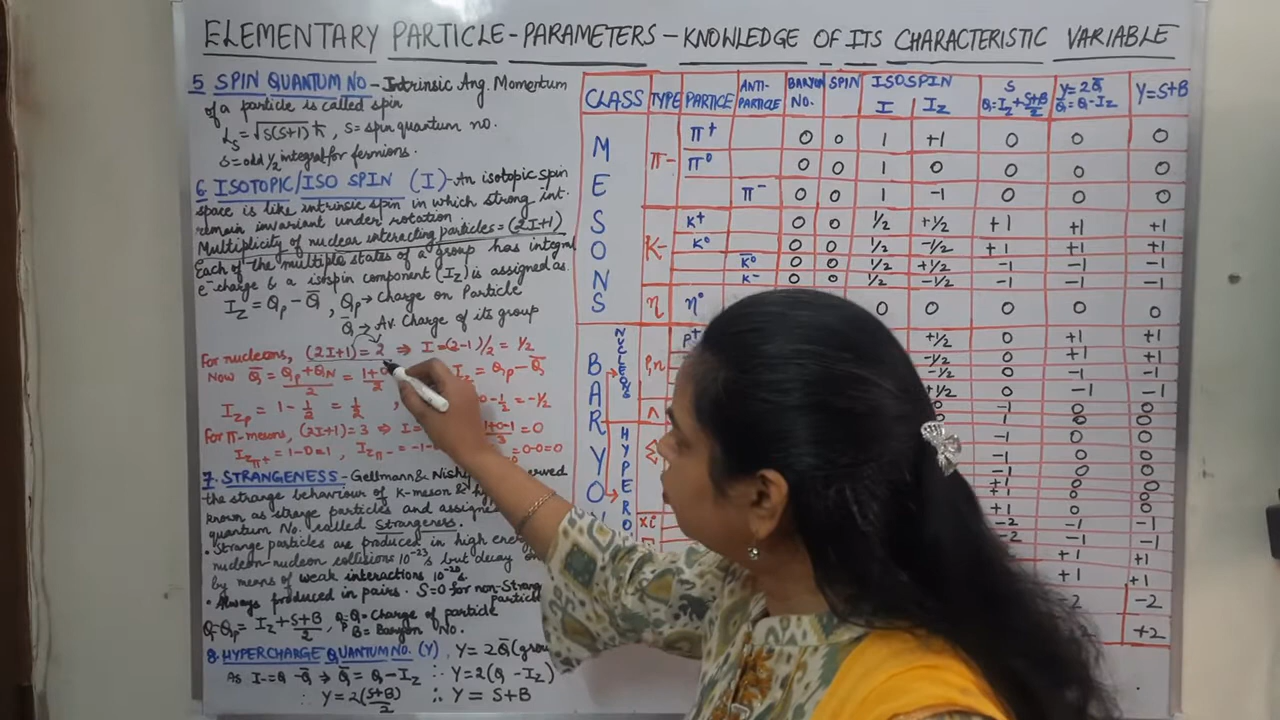 ELEMENTARY PARTICLE-PARAMETERS-KNOWLEDGE OF ITS CHARACTERISTIC VARIABLE
5 SPIN QUANTUM NO - Intrinsic Ang. Momentum
of a particle is called spin
Ls = √S(S+1) ħ, S = spin quantum no.
S = odd 1/2 integral for fermions.
6 ISOTOPIC/ISO SPIN (I) - An isotopic spin
space is like intrinsic spin in which strong int.
remain invariant under rotation
Multiplicity of nuclear interacting particles = (2I+1)
Each of the multiple states of a group has integral
e-charge & a isospin component (Iz) is assigned as
Iz = Qp - Q̄, Qp → Charge on Particle
Q̄ → Av. Charge of its group
For nucleons, (2I+1) = 2 ⇒ I = (2-1)/2 = 1/2
Now Q̄ = Qp+QN/2 = 1+0/2 Iz = Qp - Q̄
Izp = 1 - 1/2 = 1/2, 0 - 1/2 = -1/2
For π-mesons, (2I+1) = 3 ⇒ I = 1+0-1/3 = 0
Izπ+ = 1-0 = 1, Izπ- = -1- = 0-0 = 0
7. STRANGENESS - Gellmann & Nishi
the strange behaviour of K-meson &
known as strange particles and assigned
quantum No. called Strangeness.
• Strange particles are produced in high energy
nucleon-nucleon collisions 10⁻²³s but decay
by means of weak interactions 10⁻²⁰s.
• Always produced in pairs. S=0 for non-Strange
particle
Q=Qp = Iz + S+B/2, Qp=Q = Charge of particle
B = Baryon No.
8. HYPERCHARGE QUANTUM NO. (Y), Y = 2Q̄ (grou
As I = Q - Q̄ ⇒ Q̄ = Q - Iz ∴ Y = 2(Q - Iz)
∴ Y = 2(S+B)/2 ∴ Y = S+B
CLASS TYPE PARTICE ANTI-PARTICLE BARYON NO. SPIN ISOSPIN I Iz S Q=Iz+S+B/2 Y=2Q̄ Q̄=Q-Iz Y=S+B
MESONS
π- π+ 0 0 1 +1 0 0 0
π0 0 0 1 0 0 0 0
π- 0 0 1 -1 0 0 0
K- K+ 0 0 1/2 +1/2 +1 +1 +1
K0 0 0 1/2 -1/2 +1 +1 +1
K̄0 0 0 1/2 +1/2 -1 -1 -1
K- 0 0 1/2 -1/2 -1 -1 -1
η η0 0 0 0 0 0
BARYO
NUCLEONS
P,n P+ +1/2 0 +1 +1
-1/2 0 +1 +1
-1/2 0 -1 -1
+1/2 0 -1 -1
Λ -1 0 0
HYPERO
Σ -1 0 0
-1 0 0
-1 0 0
+1 0 0
+1 0 0
Xi -2 -1 -1
-2 -1 -1
+1 +1
+1 +1
-2 -2
+2